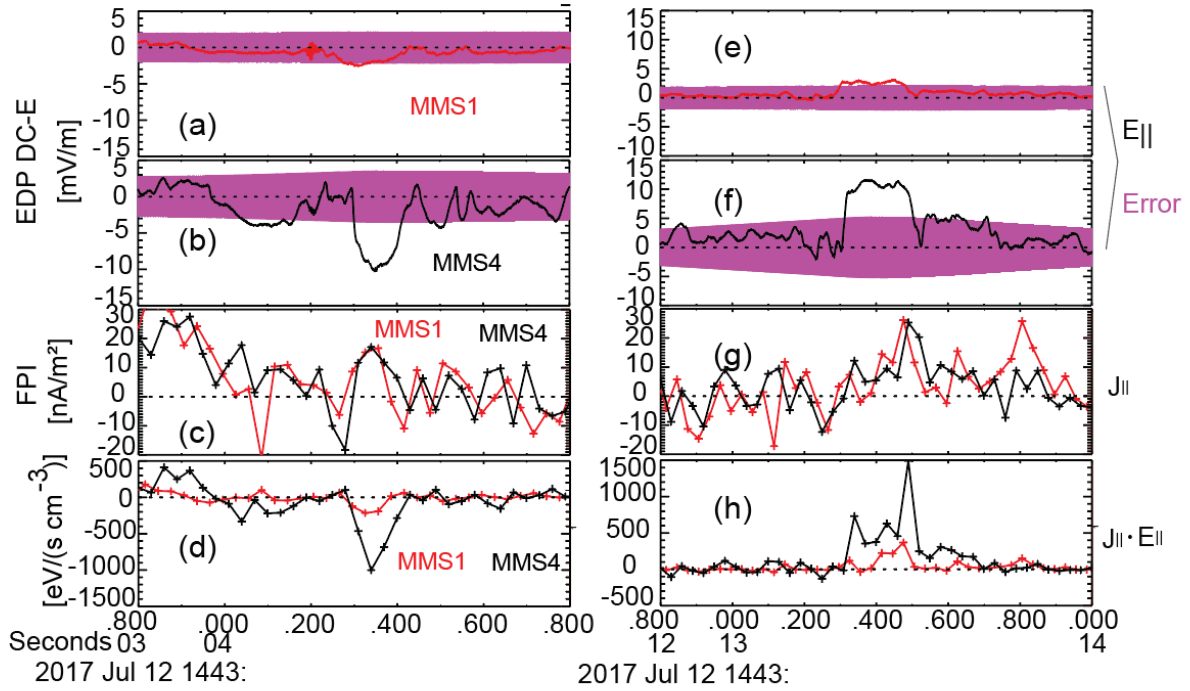 EDP DC-E
[mV/m]
5
0
-5
-10
-15
(a)
MMS1
5
0
-5
-10
-15
(b)
MMS4
FPI
[nA/m²]
30
20
10
0
-10
-20
(c)
MMS1
MMS4
[eV/(s cm⁻³)]
500
0
-500
-1000
-1500
(d)
MMS1
MMS4
.800 .000 .200 .400 .600 .800
Seconds
03 04
2017 Jul 12 1443:
15
10
5
0
-5
-10
(e)
15
10
5
0
-5
-10
(f)
E||
Error
30
20
10
0
-10
-20
(g)
J||
1500
1000
500
0
-500
(h)
J||·E||
.800 .000 .200 .400 .600 .800 .000
12 13 14
2017 Jul 12 1443: